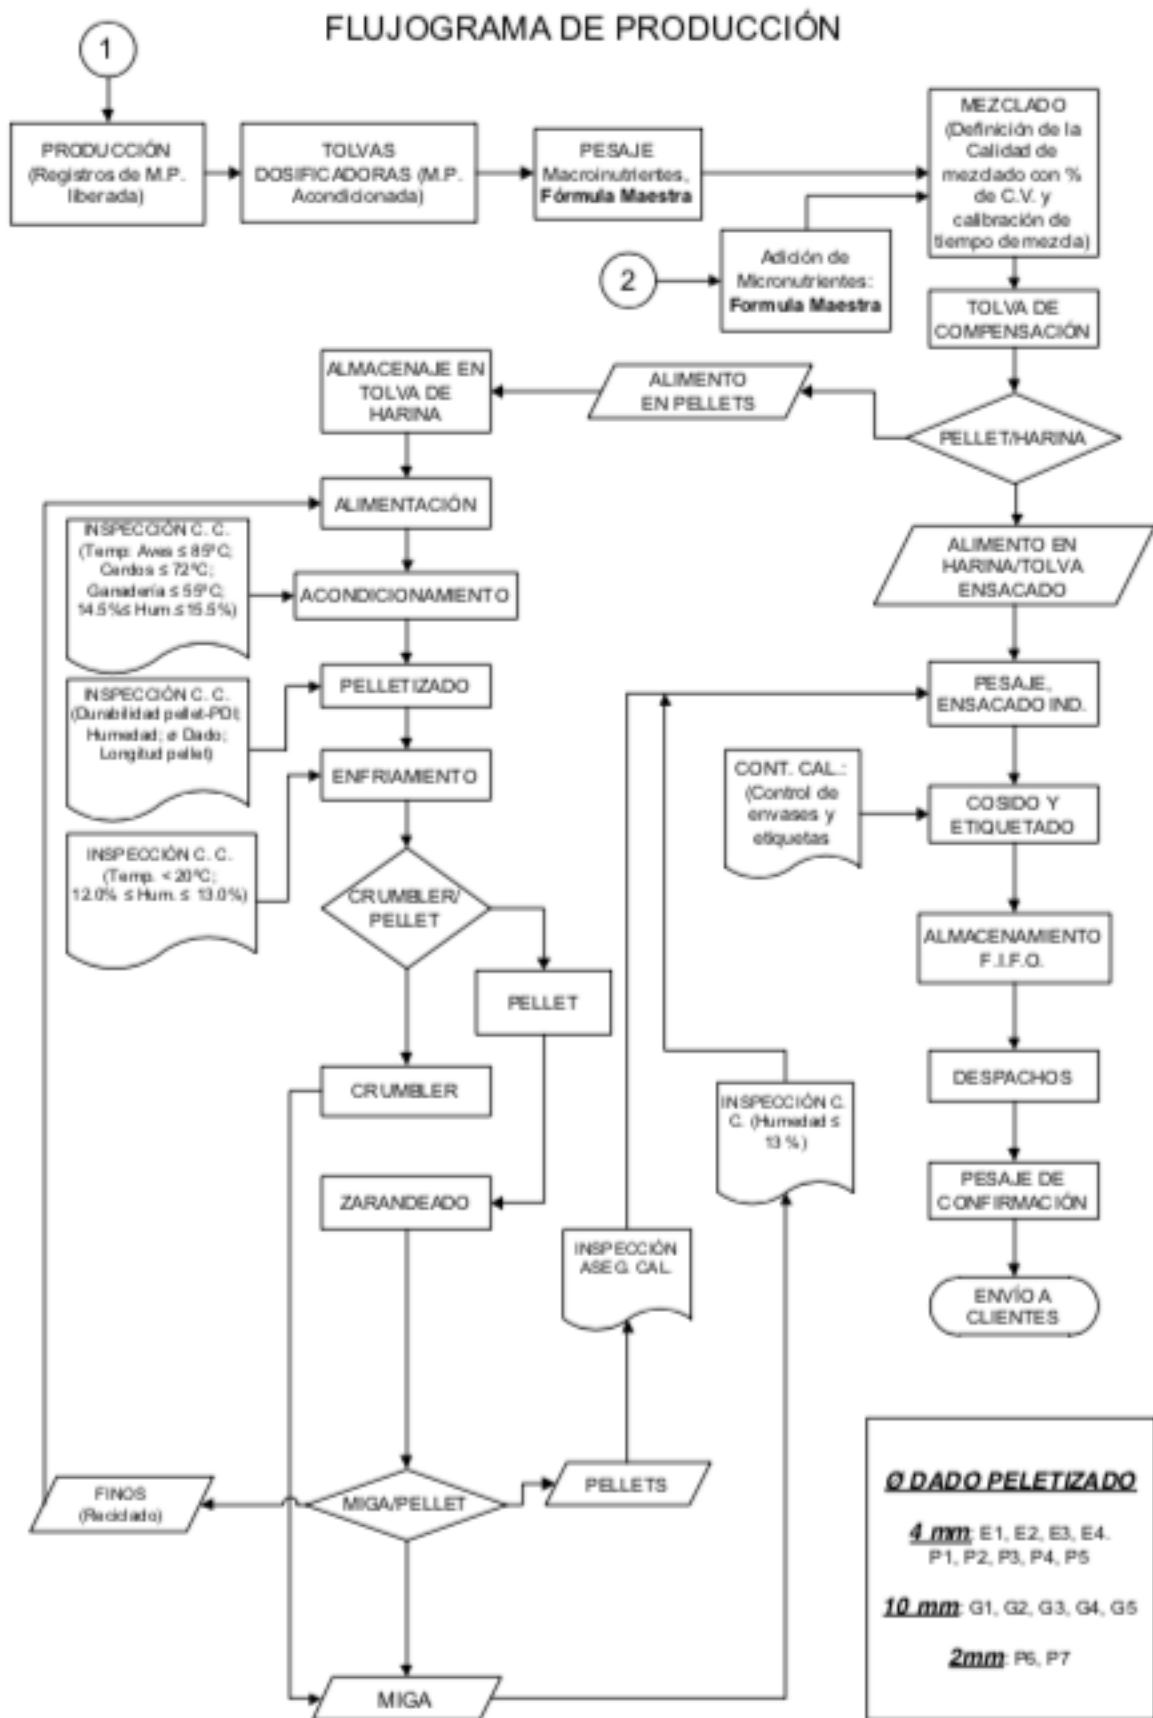 FLUJOGRAMA DE PRODUCCIÓN
1
PRODUCCIÓN
(Registros de M.P.
liberada)
TOLVAS
DOSIFICADORAS (M.P.
Acondicionada)
PESAJE
Macroinutrientes,
Fórmula Maestra
MEZCLADO
(Definición de la
Calidad de
mezclado con %
de C.V. y
calibración de
tiempo de mezcla)
2
Adición de
Micronutrientes:
Formula Maestra
TOLVA DE
COMPENSACIÓN
ALMACENAJE EN
TOLVA DE
HARINA
ALIMENTO
EN PELLETS
PELLET/HARINA
ALIMENTACIÓN
INSPECCIÓN C. C.
(Temp: Aves ≤ 85ºC;
Cerdos ≤ 72ºC;
Ganadería ≤ 55ºC;
14.5%≤ Hum.≤15.5%)
ACONDICIONAMIENTO
ALIMENTO EN
HARINA/TOLVA
ENSACADO
INSPECCIÓN C. C.
(Durabilidad pellet-PDI;
Humedad; ø Dado;
Longitud pellet)
PELLETIZADO
PESAJE,
ENSACADO IND.
ENFRIAMIENTO
CONT. CAL.:
(Control de
envases y
etiquetas
COSIDO Y
ETIQUETADO
INSPECCIÓN C. C.
(Temp. < 20ºC;
12.0% ≤ Hum. ≤ 13.0%)
CRUMBLER/
PELLET
ALMACENAMIENTO
F.I.F.O.
PELLET
CRUMBLER
DESPACHOS
INSPECCIÓN C.
C. (Humedad ≤
13 %)
ZARANDEADO
PESAJE DE
CONFIRMACIÓN
INSPECCIÓN
ASEG. CAL.
ENVÍO A
CLIENTES
FINOS
(Reciclado)
MIGA/PELLET
PELLETS
MIGA
Ø DADO PELETIZADO
4 mm: E1, E2, E3, E4.
P1, P2, P3, P4, P5
10 mm: G1, G2, G3, G4, G5
2mm: P6, P7